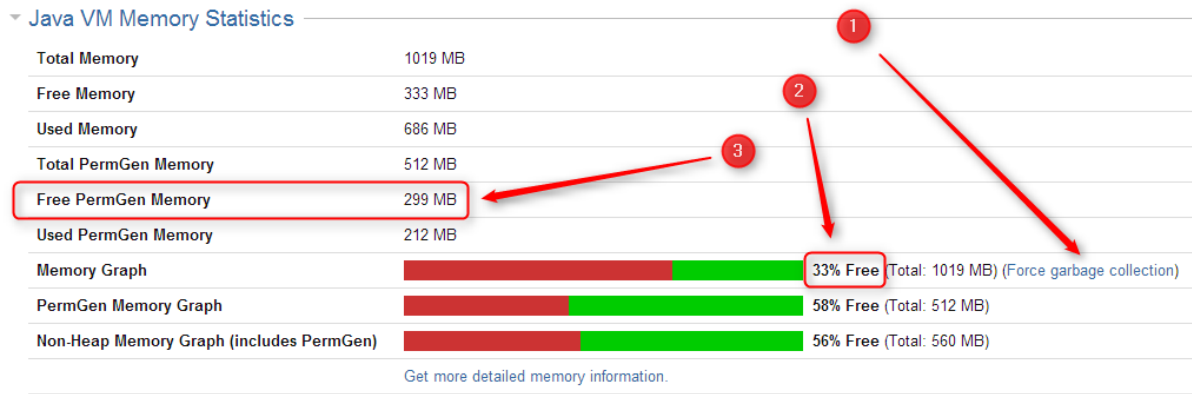 Java VM Memory Statistics
1
Total Memory 1019 MB
2
Free Memory 333 MB
Used Memory 686 MB
3
Total PermGen Memory 512 MB
Free PermGen Memory 299 MB
Used PermGen Memory 212 MB
Memory Graph 33% Free (Total: 1019 MB) (Force garbage collection)
PermGen Memory Graph 58% Free (Total: 512 MB)
Non-Heap Memory Graph (includes PermGen) 56% Free (Total: 560 MB)
Get more detailed memory information.